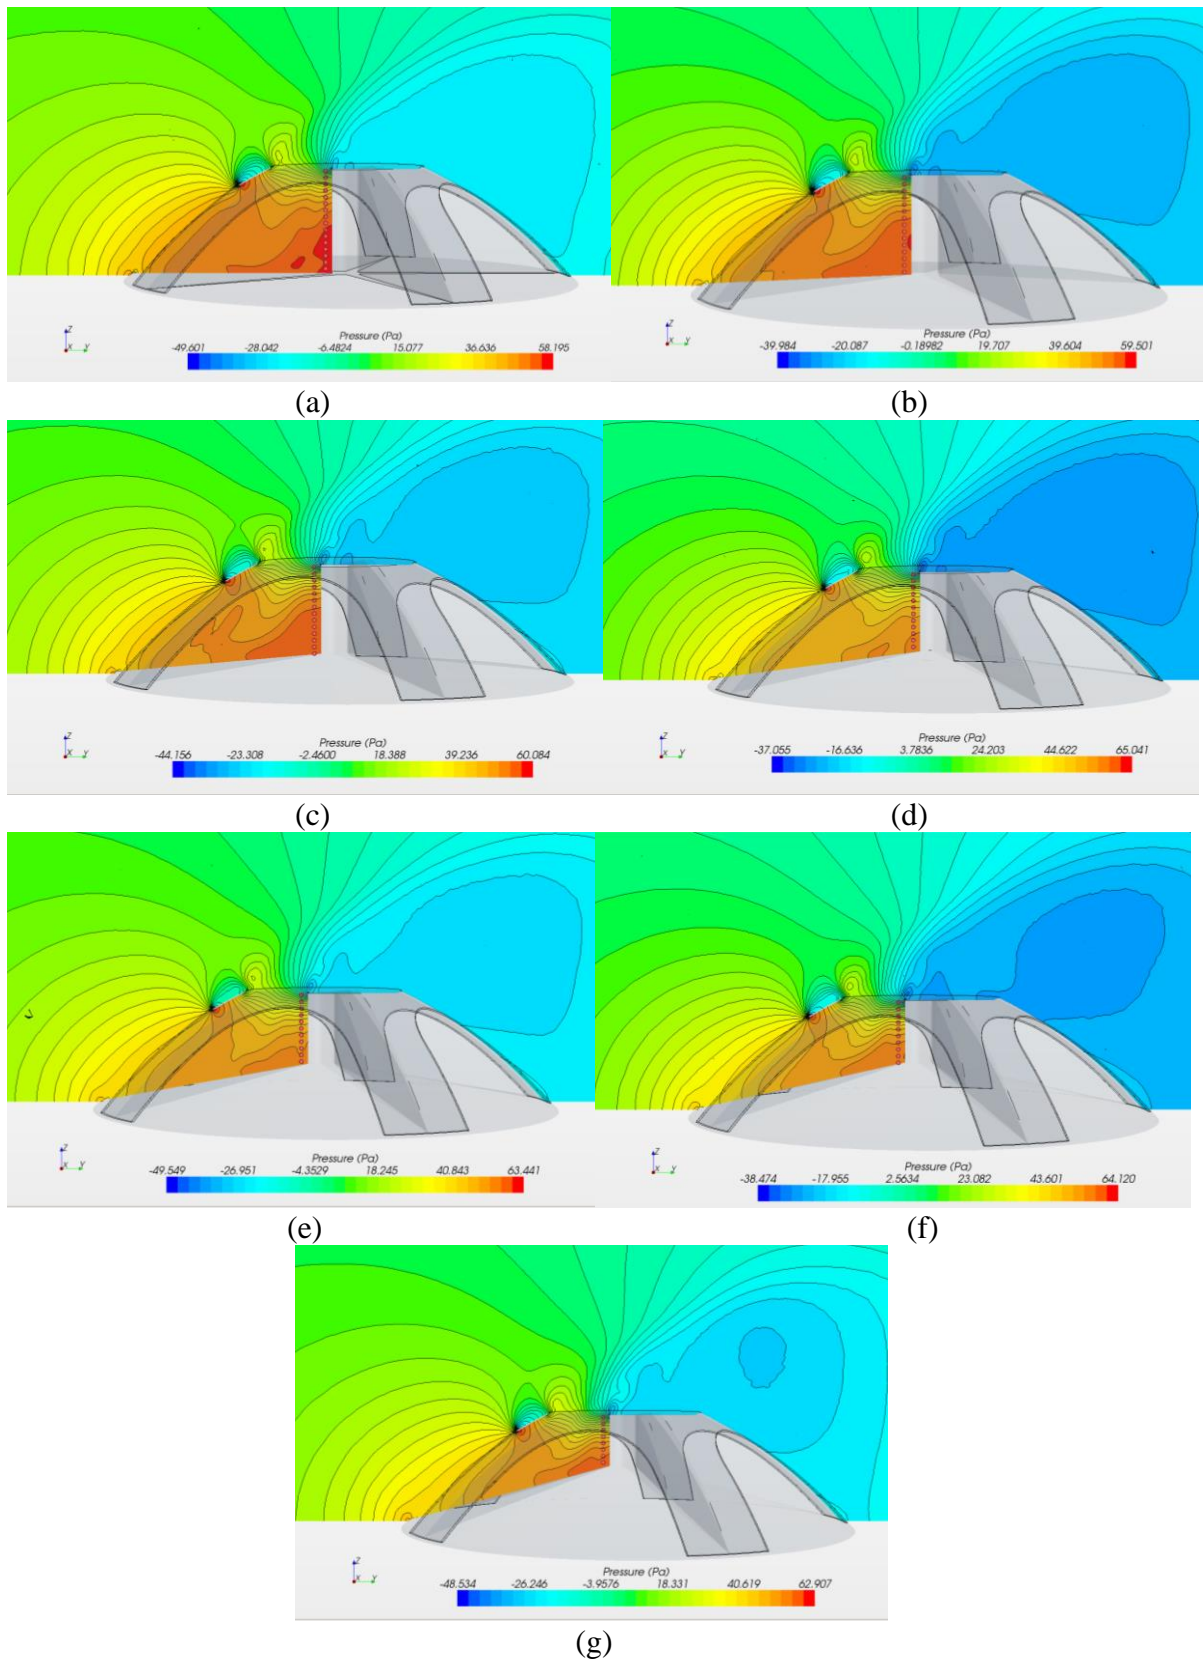 Pressure (Pa)
-49.601 -28.042 -6.4824 15.077 36.636 58.195
Z
X Y
(a)
Pressure (Pa)
-39.984 -20.087 -0.18982 19.707 39.604 59.501
Z
X Y
(b)
Pressure (Pa)
-44.156 -23.308 -2.4600 18.388 39.236 60.084
Z
X Y
(c)
Pressure (Pa)
-37.055 -16.636 3.7836 24.203 44.622 65.041
Z
X Y
(d)
Pressure (Pa)
-49.549 -26.951 -4.3529 18.245 40.843 63.441
Z
X Y
(e)
Pressure (Pa)
-38.474 -17.955 2.5634 23.082 43.601 64.120
Z
X Y
(f)
Pressure (Pa)
-48.534 -26.246 -3.9576 18.331 40.619 62.907
Z
X Y
(g)